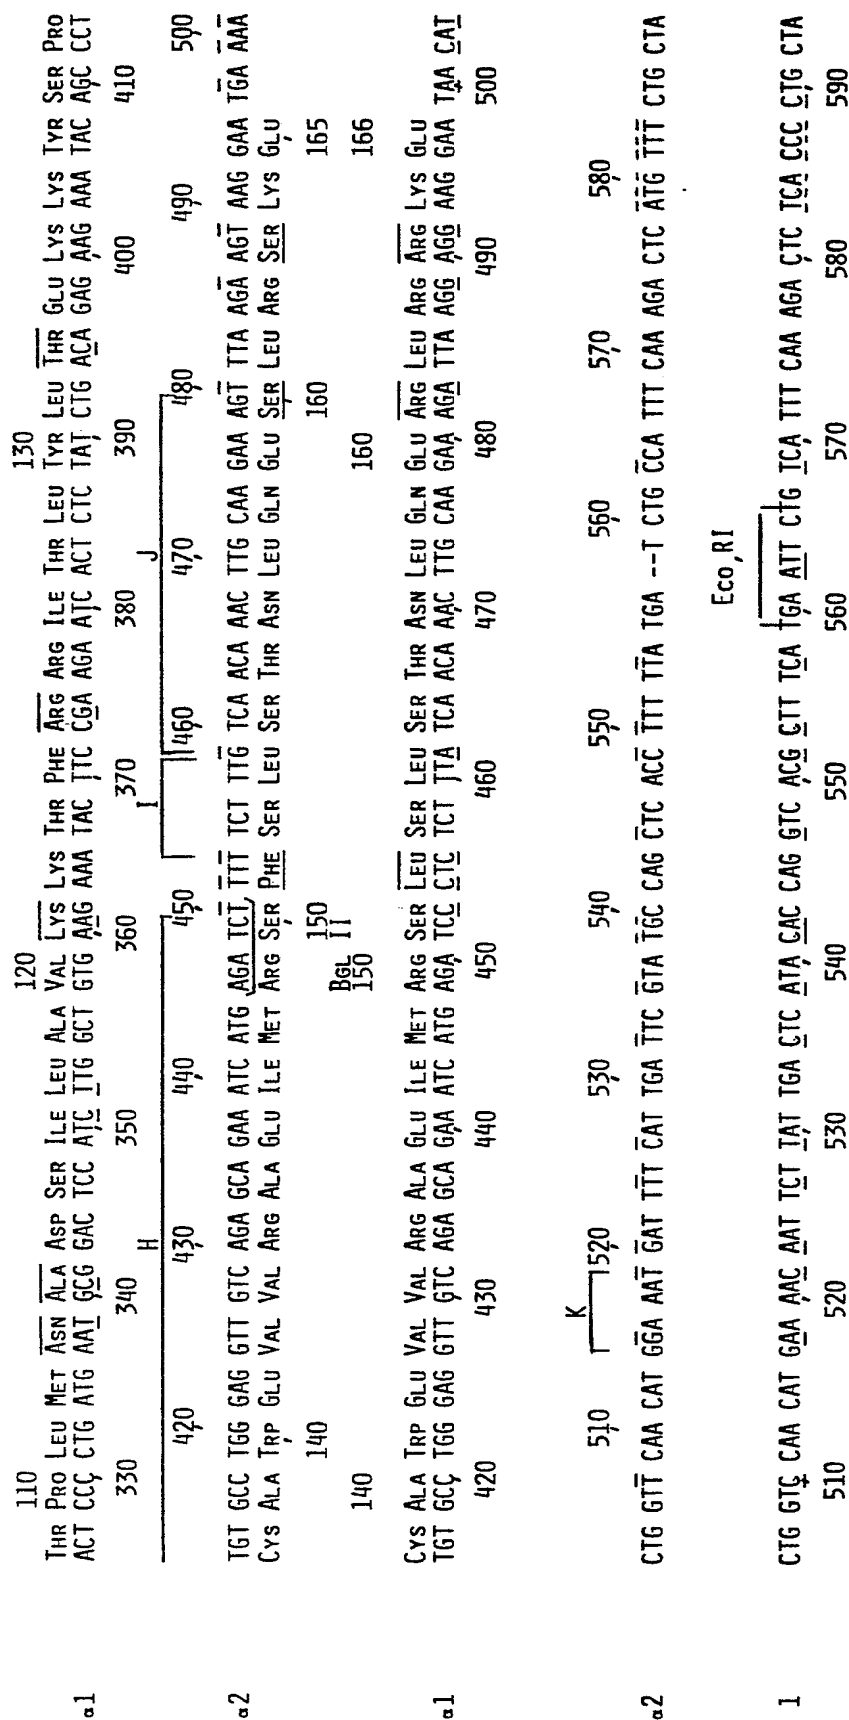 110 120 130
THR PRO LEU MET ASN ALA ASP SER ILE LEU ALA VAL LYS LYS THR PHE ARG ARG ILE THR LEU TYR LEU THR GLU LYS LYS TYR SER PRO
α1 ACT CCC CTG ATG AAT GCG GAC TCC ATC TTG GCT GTG AAG AAA TAC TTC CGA AGA ATC ACT CTC TAT CTG ACA GAG AAG AAA TAC AGC CCT
330 340 350 360 370 380 390 400 410
H I J
420 430 440 450 460 470 480 490 500
α2 TGT GCC TGG GAG GTT GTC AGA GCA GAA ATC ATG AGA TCT TTT TCT TTG TCA ACA AAC TTG CAA GAA AGT TTA AGA AGT AAG GAA TGA AAA
CYS ALA TRP GLU VAL VAL ARG ALA GLU ILE MET ARG SER PHE SER LEU SER THR ASN LEU GLN GLU SER LEU ARG SER LYS GLU
140 150 160 165
BGL II
140 150 160 166
CYS ALA TRP GLU VAL VAL ARG ALA GLU ILE MET ARG SER LEU SER LEU SER THR ASN LEU GLN GLU ARG LEU ARG ARG LYS GLU
α1 TGT GCC TGG GAG GTT GTC AGA GCA GAA ATC ATG AGA TCC CTC TCT TTA TCA ACA AAC TTG CAA GAA AGA TTA AGG AGG AAG GAA TAA CAT
420 430 440 450 460 470 480 490 500
K
510 520 530 540 550 560 570 580
α2 CTG GTT CAA CAT GGA AAT GAT TTT CAT TGA TTC GTA TGC CAG CTC ACC TTT TTA TGA --T CTG CCA TTT CAA AGA CTC ATG TTT CTG CTA
Eco,RI
1 CTG GTC CAA CAT GAA AAC AAT TCT TAT TGA CTC ATA CAC CAG GTC ACG CTT TCA TGA ATT CTG TCA TTT CAA AGA CTC TCA CCC CTG CTA
510 520 530 540 550 560 570 580 590